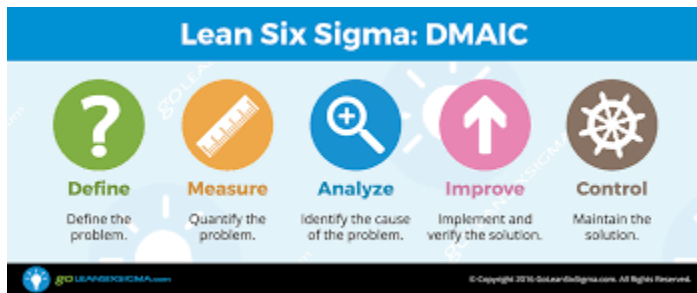 Lean Six Sigma: DMAIC
Define
Define the
problem.
Measure
Quantify the
problem.
Analyze
Identify the cause
of the problem.
Improve
Implement and
verify the solution.
Control
Maintain the
solution.
goLEANSIXSIGMA.com
© Copyright 2016 GoLeanSixSigma.com. All Rights Reserved.